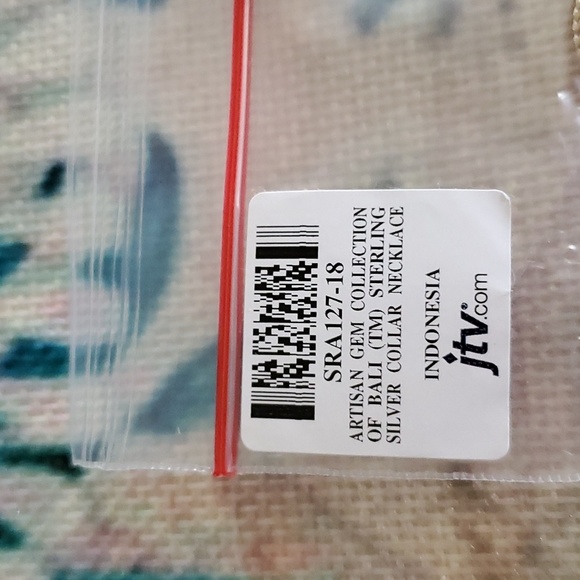 SRA127-18
ARTISAN GEM COLLECTION
OF BALI (TM) STERLING
SILVER COLLAR NECKLACE
INDONESIA
jtv.com